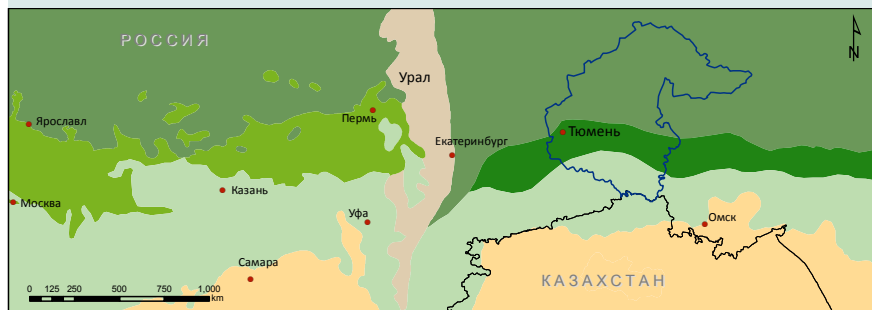 РОССИЯ
N
Урал
Ярославл
Пермь
Тюмень
Екатеринбург
Казань
Москва
Уфа
Омск
Самара
КАЗАХСТАН
0 125 250 500 750 1,000
km